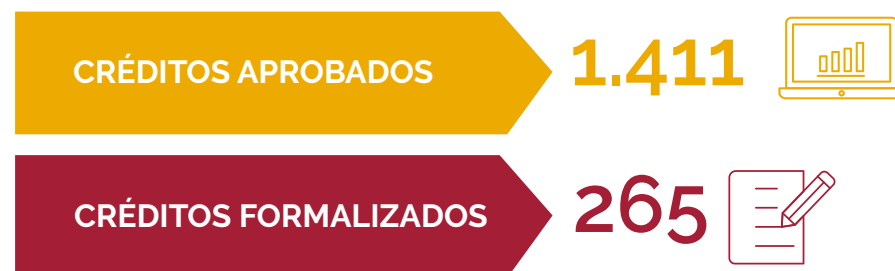 CRÉDITOS APROBADOS 1.411
CRÉDITOS FORMALIZADOS 265